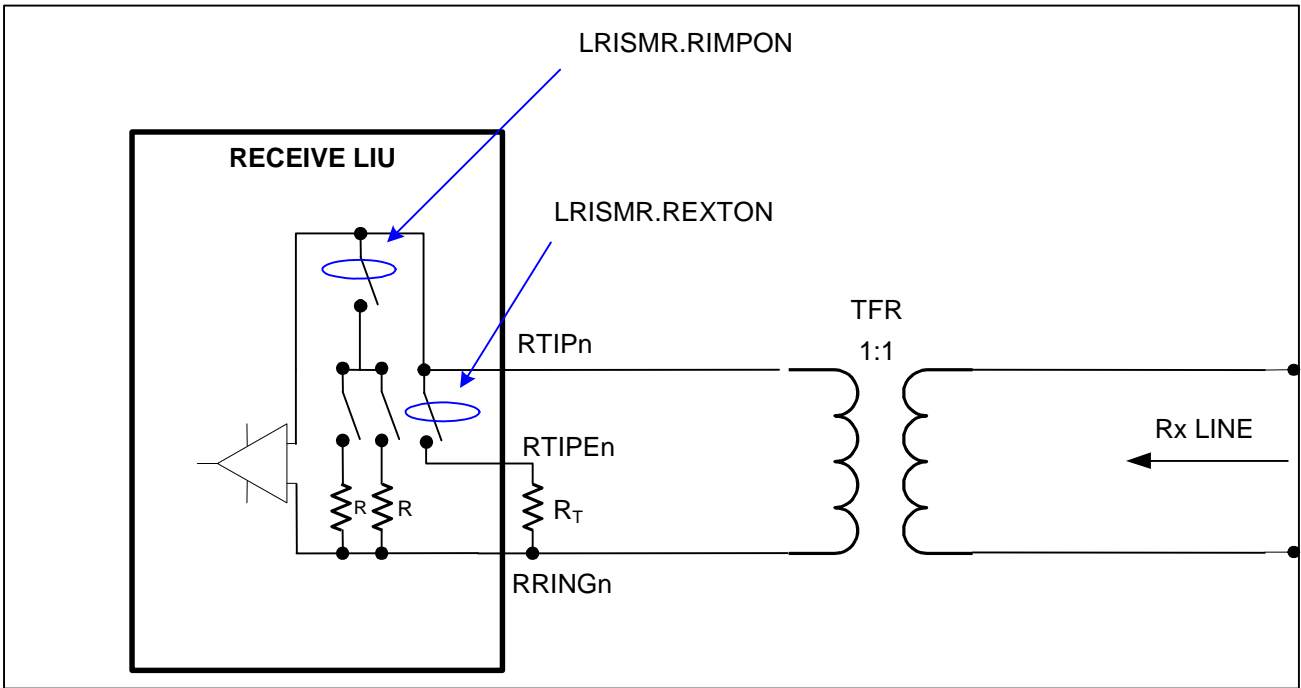 LRISMR.RIMPON
RECEIVE LIU
LRISMR.REXTON
TFR
1:1
RTIPn
Rx LINE
RTIPEn
R
R
RT
RRINGn